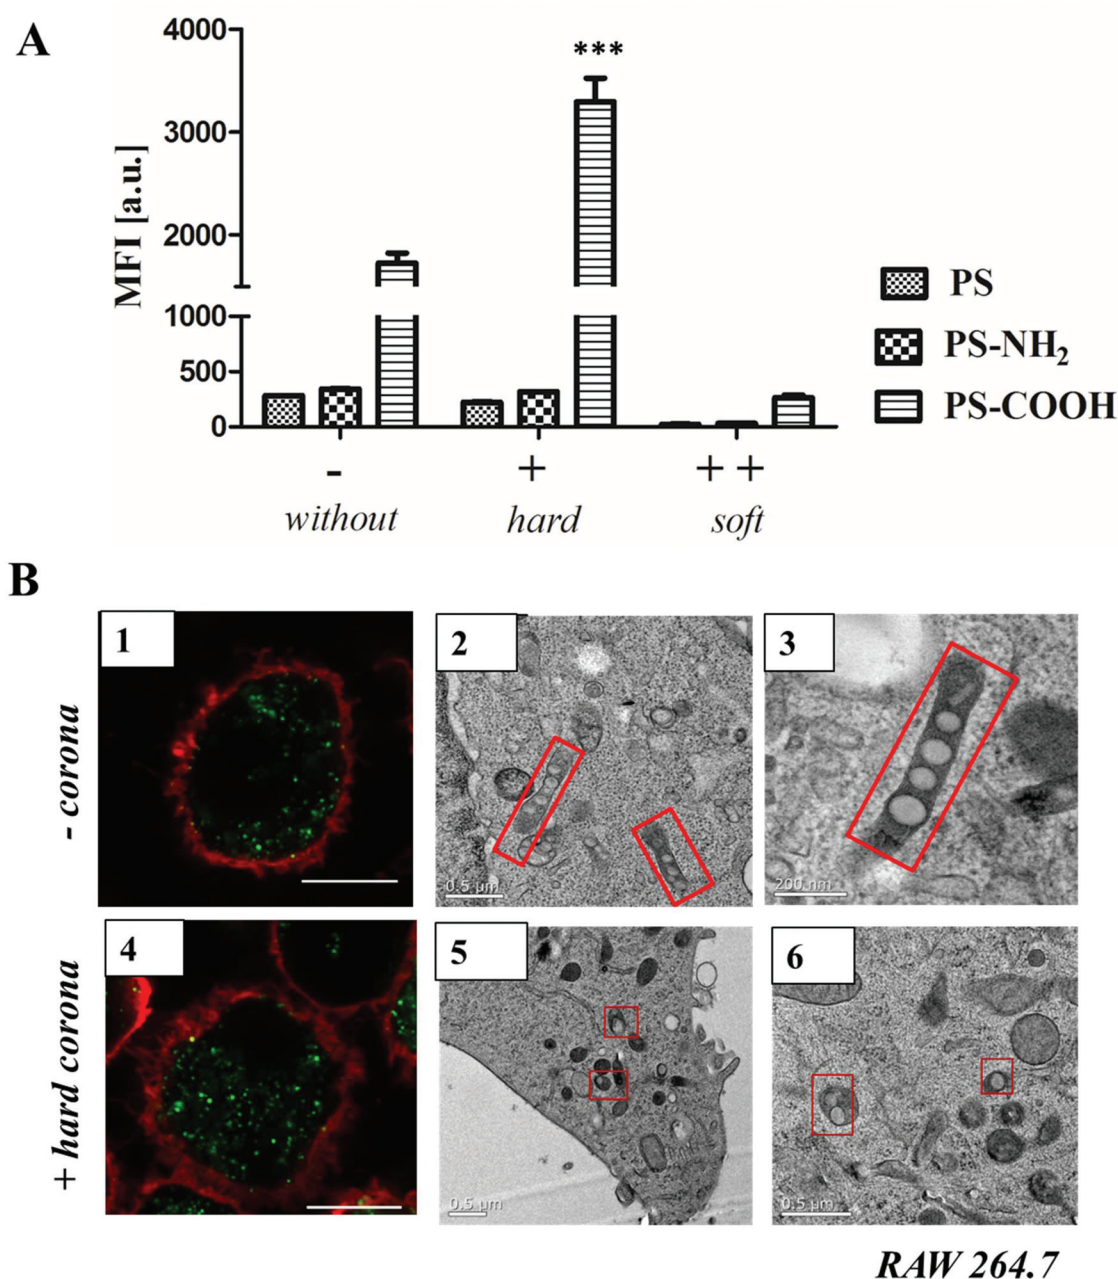 A
4000
***
3000
2000
MFI [a.u.]
1000
500
0
PS
PS-NH₂
PS-COOH
- + + +
without hard soft
B
- corona
1
2
3
0.5 µm
200 nm
+ hard corona
4
5
6
0.5 µm
0.5 µm
RAW 264.7